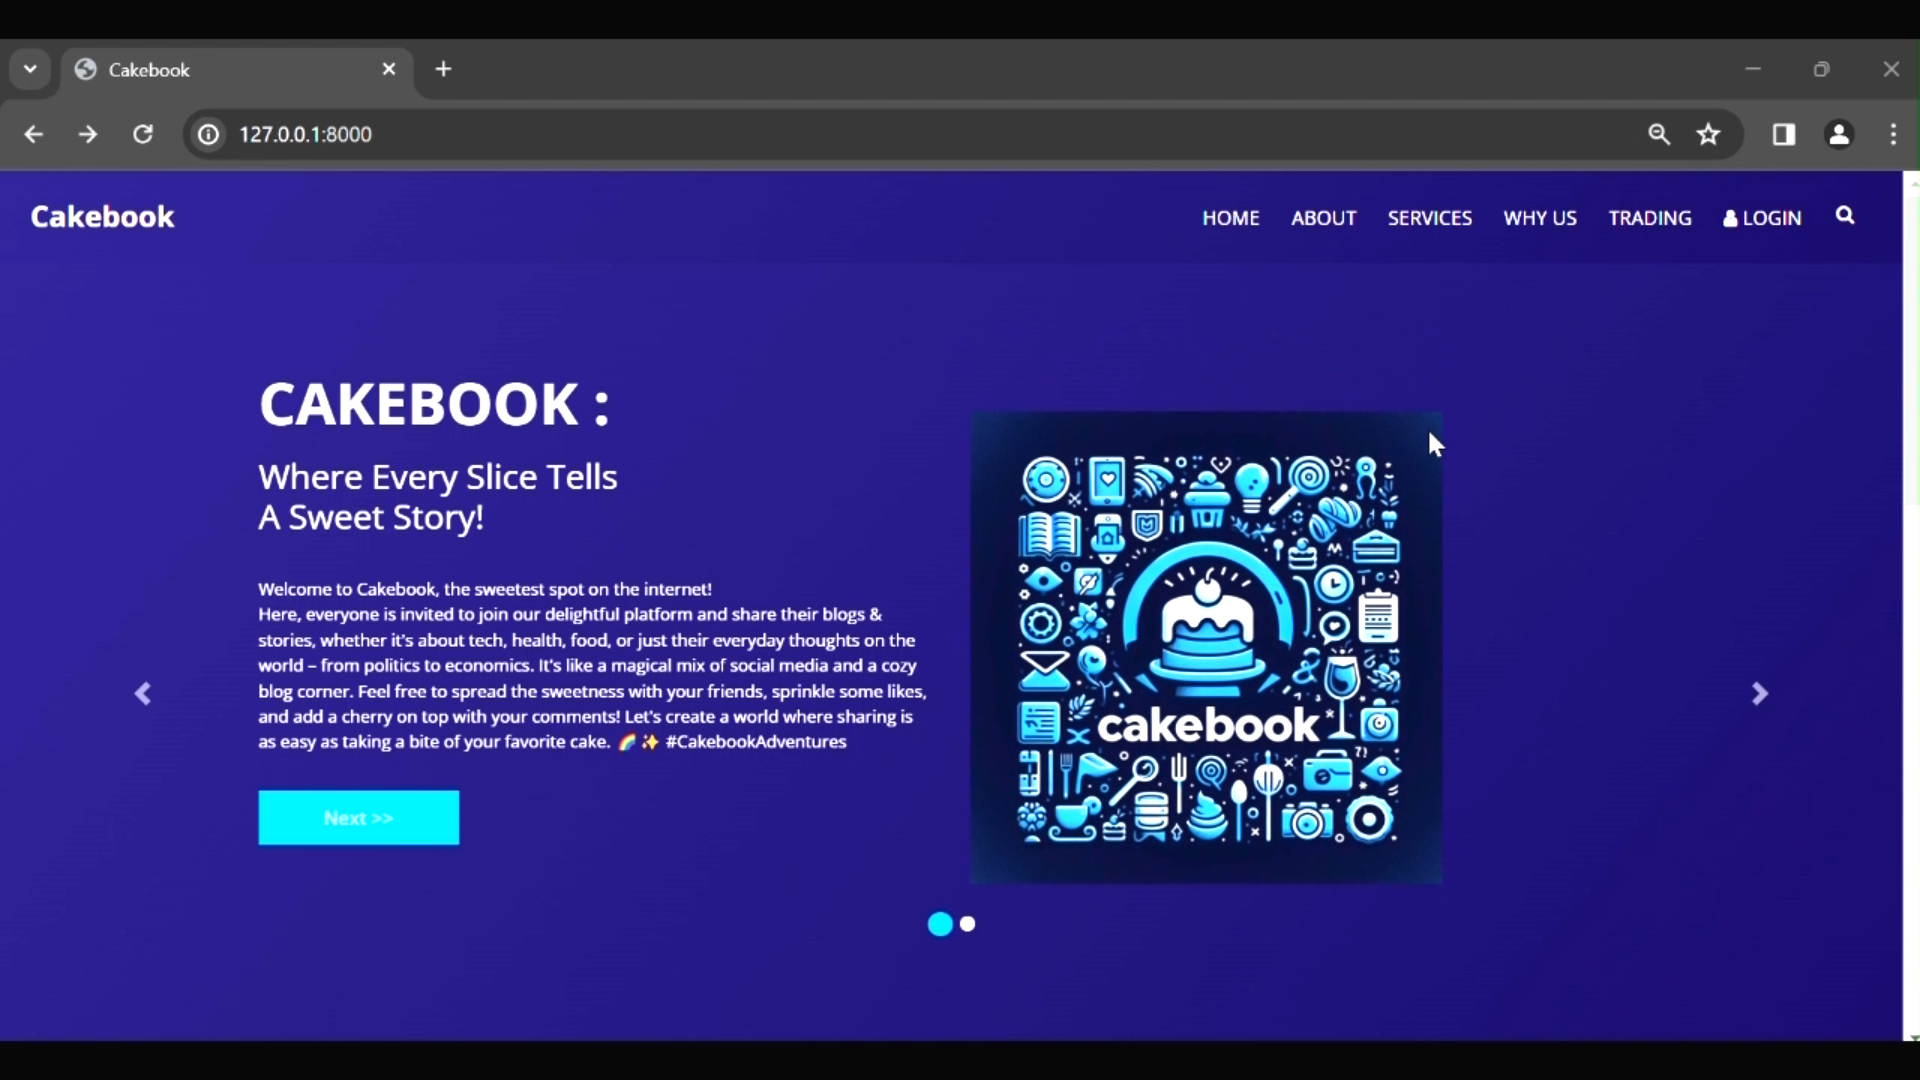 Cakebook
127.0.0.1:8000
Cakebook
HOME ABOUT SERVICES WHY US TRADING LOGIN
CAKEBOOK :
Where Every Slice Tells
A Sweet Story!
Welcome to Cakebook, the sweetest spot on the internet!
Here, everyone is invited to join our delightful platform and share their blogs &
stories, whether it's about tech, health, food, or just their everyday thoughts on the
world – from politics to economics. It's like a magical mix of social media and a cozy
blog corner. Feel free to spread the sweetness with your friends, sprinkle some likes,
and add a cherry on top with your comments! Let's create a world where sharing is
as easy as taking a bite of your favorite cake. 🌈 ✨ #CakebookAdventures
Next >>
cakebook